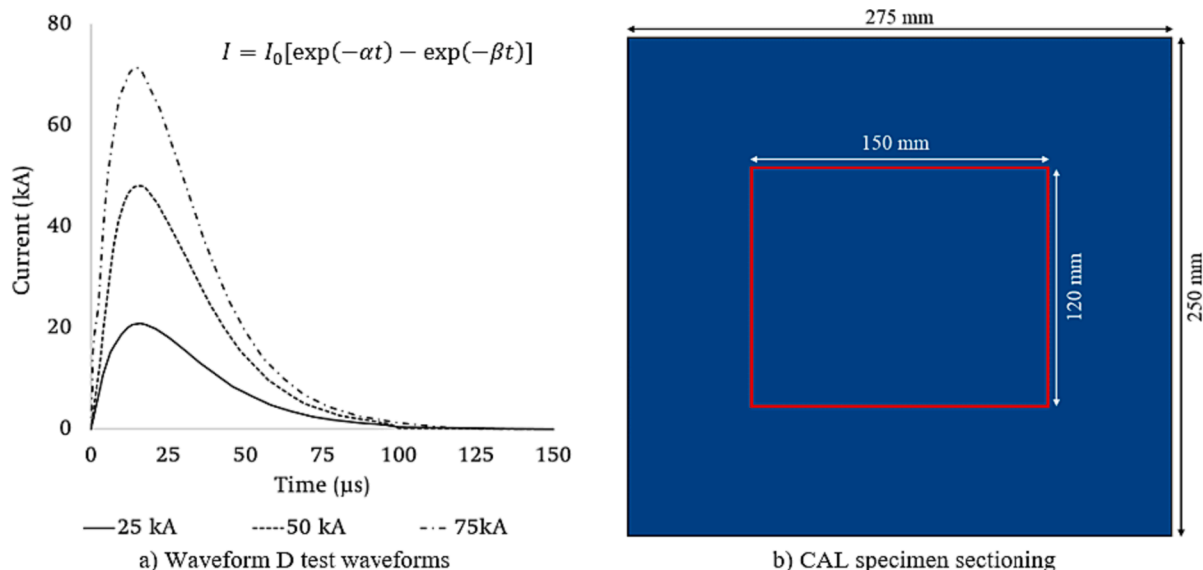 80
I = I₀[exp(−αt) − exp(−βt)]
60
40
20
0
Current (kA)
0 25 50 75 100 125 150
Time (µs)
25 kA 50 kA 75kA
a) Waveform D test waveforms
275 mm
150 mm
120 mm
250 mm
b) CAL specimen sectioning